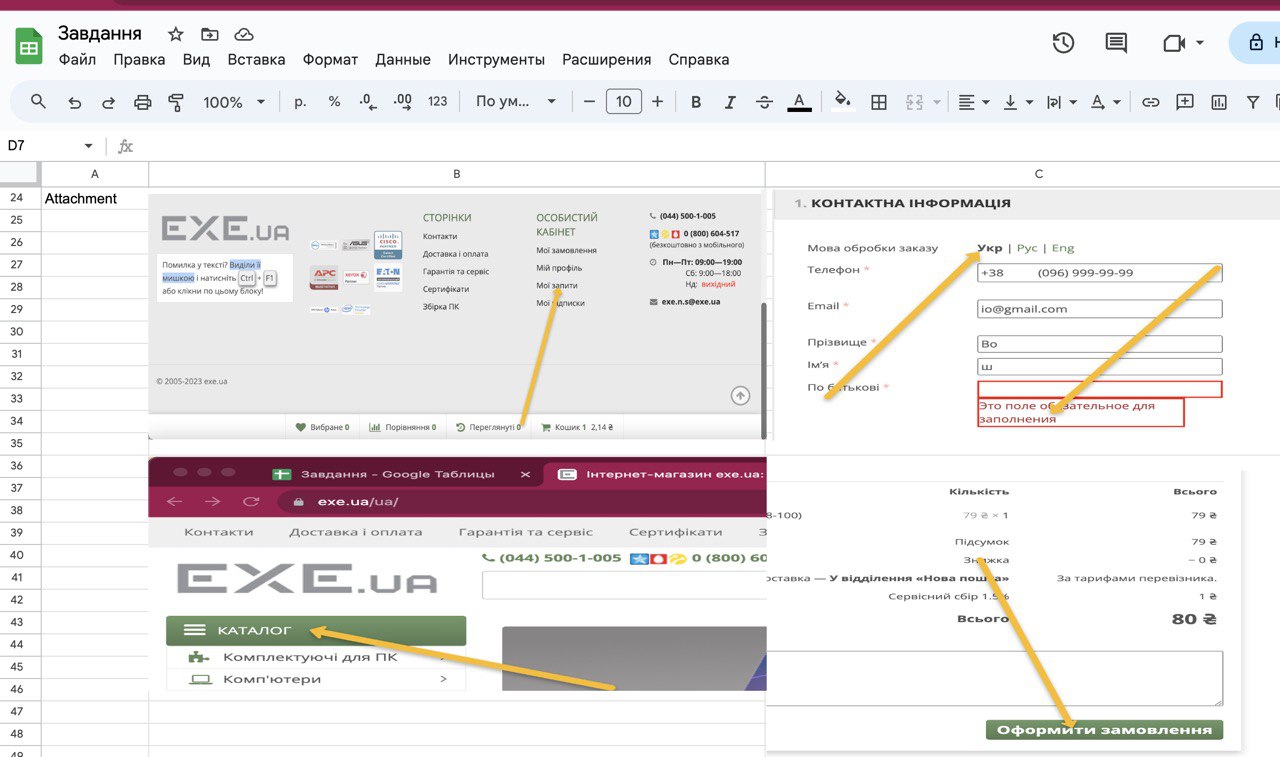 Завдання
Файл Правка Вид Вставка Формат Данные Инструменты Расширения Справка
100% р. % .0 .00 123 По ум... 10 B I A
D7 fx
A B C
24 Attachment
25
26
27
28
29
30
31
32
33
34
35
36
37
38
39
40
41
42
43
44
45
46
47
48
49
EXE.UA
Помилка у тексті? Виділи її
мишкою і натисніть Ctrl + F1
або клікни по цьому блоку!
ASUS
CISCO
PARTNER
APC
xerox
EATON
СТОРІНКИ
Контакти
Доставка і оплата
Гарантія та сервіс
Сертифікати
Збірка ПК
ОСОБИСТИЙ
КАБІНЕТ
Мої замовлення
Мій профіль
Мої запити
Мої підписки
(044) 500-1-005
0 (800) 604-517
(безкоштовно з мобільного)
Пн—Пт: 09:00—19:00
Сб: 9:00—18:00
Нд: вихідний
exe.n.s@exe.ua
© 2005-2023 exe.ua
Вибране 0 Порівняння 0 Переглянуті 0 Кошик 1 2,14 ₴
1. КОНТАКТНА ІНФОРМАЦІЯ
Мова обробки заказу Укр | Рус | Eng
Телефон * +38 (096) 999-99-99
Email * io@gmail.com
Прізвище * Во
Ім'я * ш
По батькові *
Это поле обязательное для
заполнения
Завдання – Google Таблицы × Інтернет-магазин exe.ua:
exe.ua/ua/
Контакти Доставка і оплата Гарантія та сервіс Сертифікати З
(044) 500-1-005 0 (800) 60
EXE.UA
КАТАЛОГ
Комплектуючі для ПК
Комп'ютери >
Кількість Всього
8-100) 79 ₴ × 1 79 ₴
Підсумок 79 ₴
Знижка – 0 ₴
оставка — У відділення «Нова пошта» За тарифами перевізника.
Сервісний сбір 1.5% 1 ₴
Всього 80 ₴
Оформити замовлення